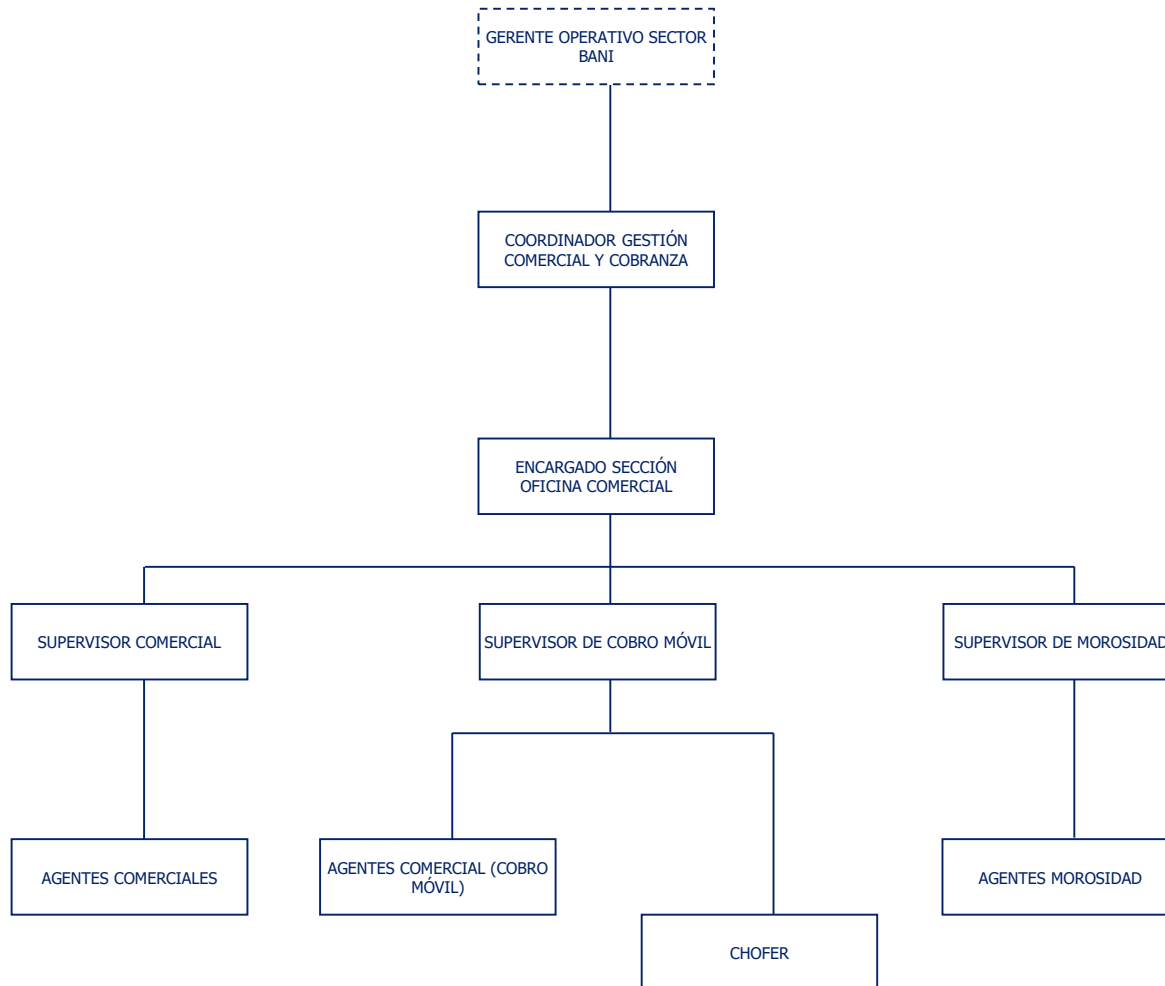 GERENTE OPERATIVO SECTOR
BANI
COORDINADOR GESTIÓN
COMERCIAL Y COBRANZA
ENCARGADO SECCIÓN
OFICINA COMERCIAL
SUPERVISOR COMERCIAL
SUPERVISOR DE COBRO MÓVIL
SUPERVISOR DE MOROSIDAD
AGENTES COMERCIALES
AGENTES COMERCIAL (COBRO
MÓVIL)
AGENTES MOROSIDAD
CHOFER